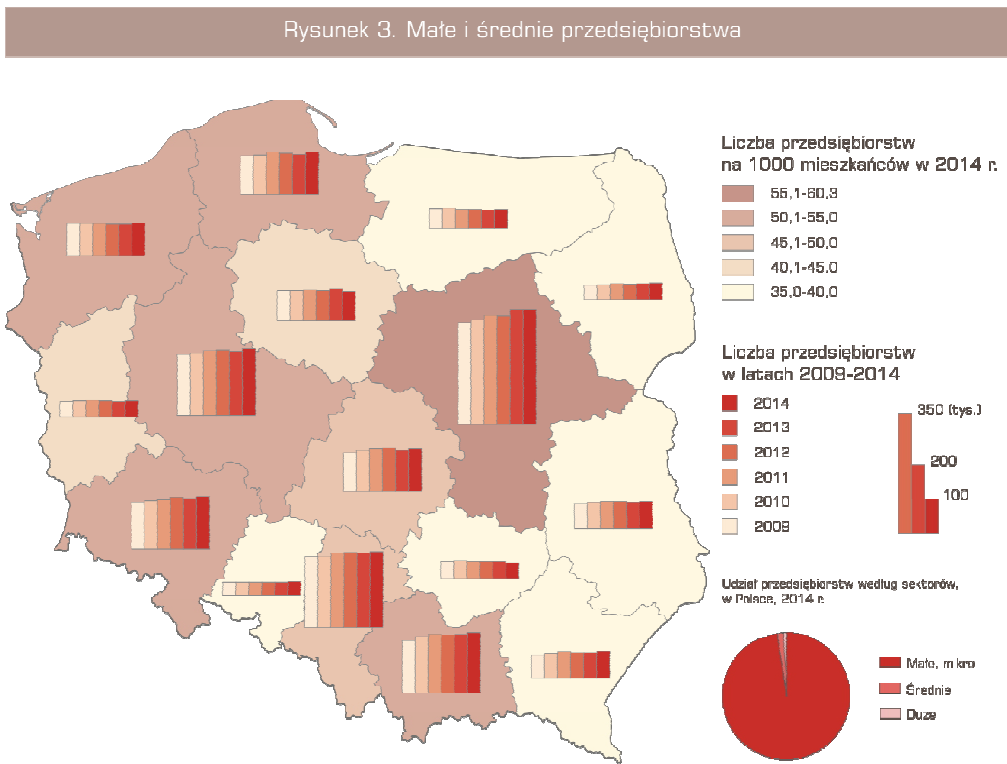 Rysunek 3. Małe i średnie przedsiębiorstwa
Liczba przedsiębiorstw
na 1000 mieszkańców w 2014 r.
55,1-60,3
50,1-55,0
45,1-50,0
40,1-45,0
35,0-40,0
Liczba przedsiębiorstw
w latach 2009-2014
2014
2013
2012
2011
2010
2009
350 (tys.)
200
100
Udział przedsiębiorstw według sektorów,
w Polsce, 2014 r.
Małe, mikro
Średnie
Duże